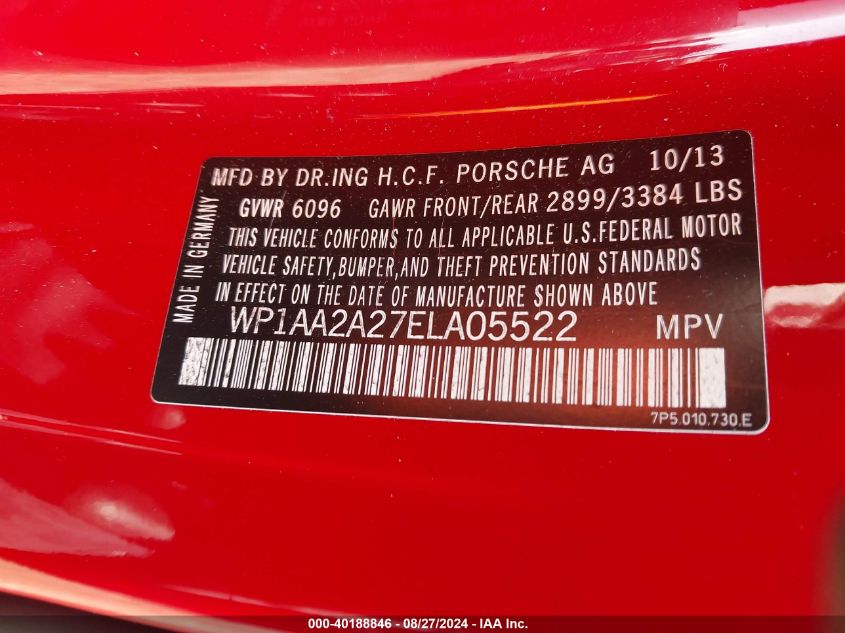 MFD BY DR.ING H.C.F. PORSCHE AG 10/13
GVWR 6096 GAWR FRONT/REAR 2899/3384 LBS
THIS VEHICLE CONFORMS TO ALL APPLICABLE U.S.FEDERAL MOTOR
VEHICLE SAFETY,BUMPER,AND THEFT PREVENTION STANDARDS
IN EFFECT ON THE DATE OF MANUFACTURE SHOWN ABOVE
MADE IN GERMANY
WP1AA2A27ELA05522 MPV
7P5.010.730.E
000-40188846 - 08/27/2024 - IAA Inc.